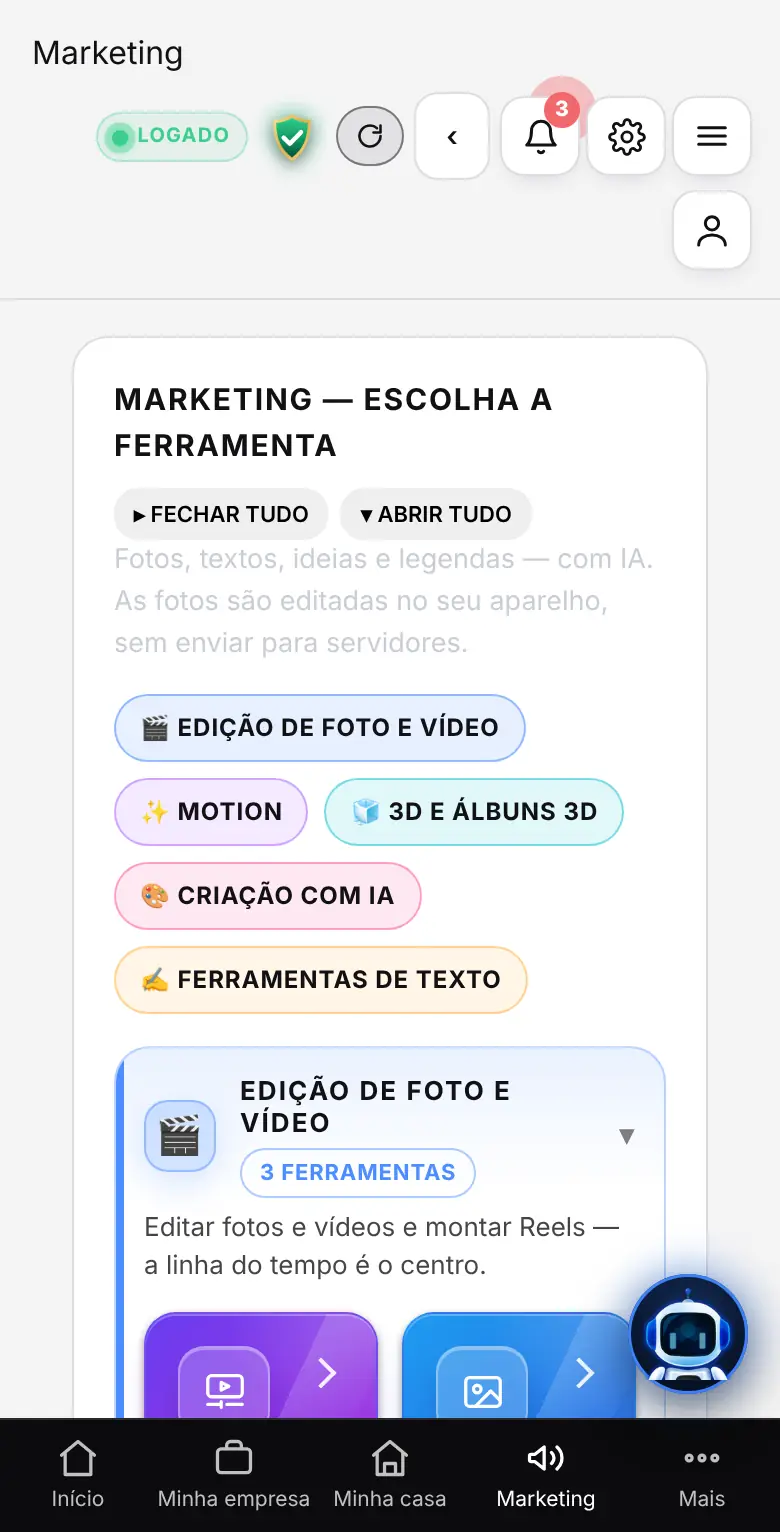 Marketing
LOGADO
3
MARKETING — ESCOLHA A
FERRAMENTA
▸ FECHAR TUDO
▾ ABRIR TUDO
Fotos, textos, ideias e legendas — com IA.
As fotos são editadas no seu aparelho,
sem enviar para servidores.
🎬 EDIÇÃO DE FOTO E VÍDEO
✨ MOTION
🧊 3D E ÁLBUNS 3D
🎨 CRIAÇÃO COM IA
✍️ FERRAMENTAS DE TEXTO
EDIÇÃO DE FOTO E
VÍDEO
3 FERRAMENTAS
Editar fotos e vídeos e montar Reels —
a linha do tempo é o centro.
Início
Minha empresa
Minha casa
Marketing
Mais